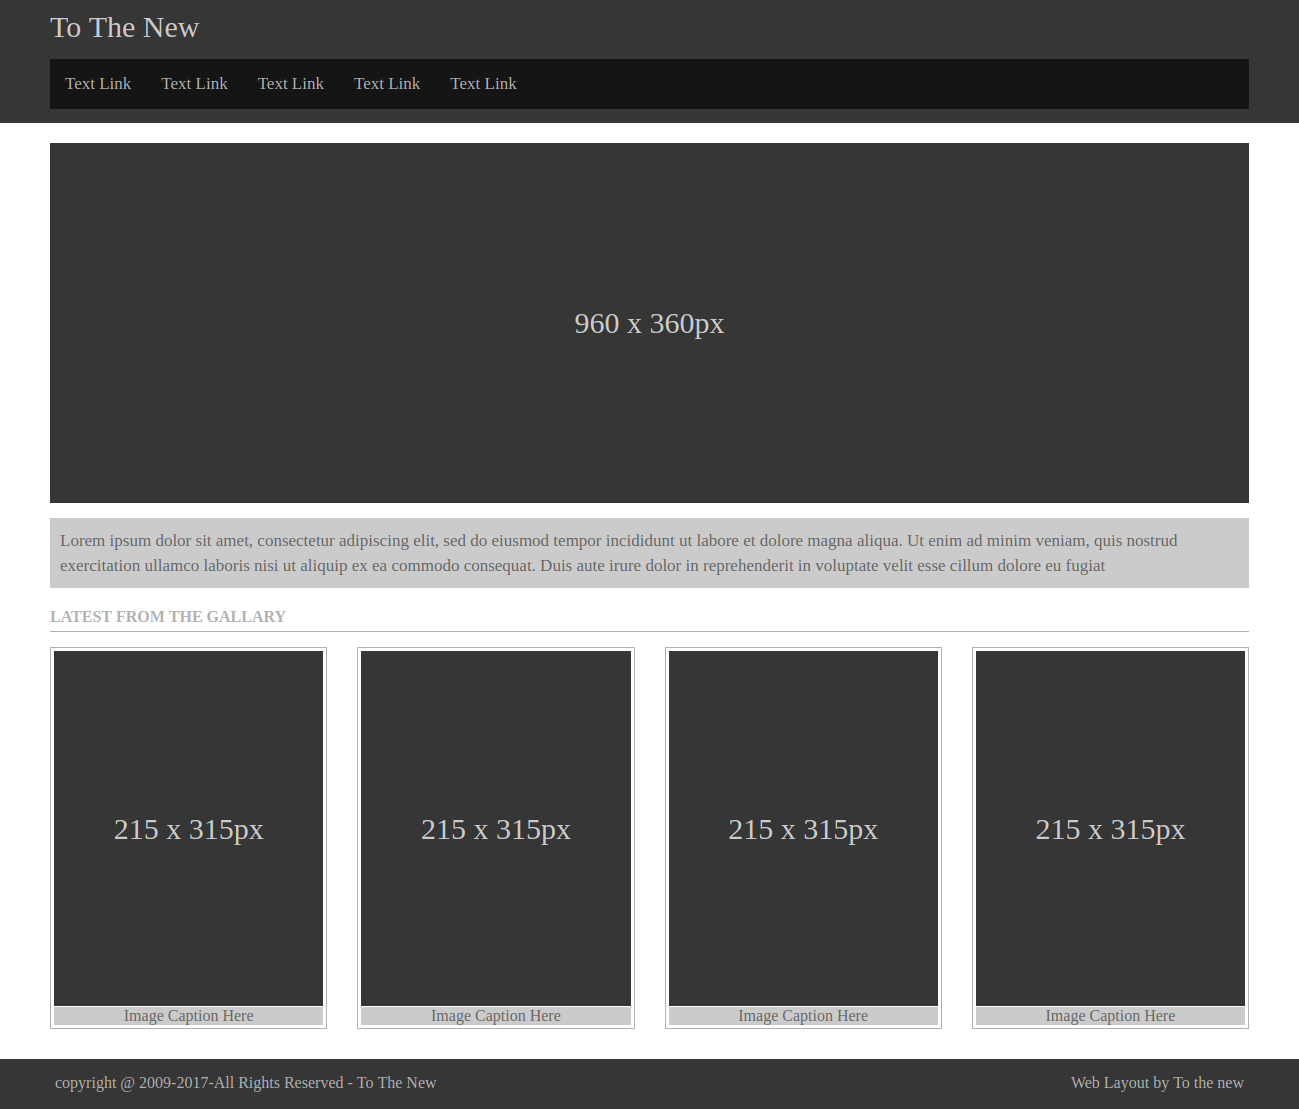 To The New
Text Link Text Link Text Link Text Link Text Link
960 x 360px
Lorem ipsum dolor sit amet, consectetur adipiscing elit, sed do eiusmod tempor incididunt ut labore et dolore magna aliqua. Ut enim ad minim veniam, quis nostrud
exercitation ullamco laboris nisi ut aliquip ex ea commodo consequat. Duis aute irure dolor in reprehenderit in voluptate velit esse cillum dolore eu fugiat
LATEST FROM THE GALLARY
215 x 315px 215 x 315px 215 x 315px 215 x 315px
Image Caption Here Image Caption Here Image Caption Here Image Caption Here
copyright @ 2009-2017-All Rights Reserved - To The New Web Layout by To the new